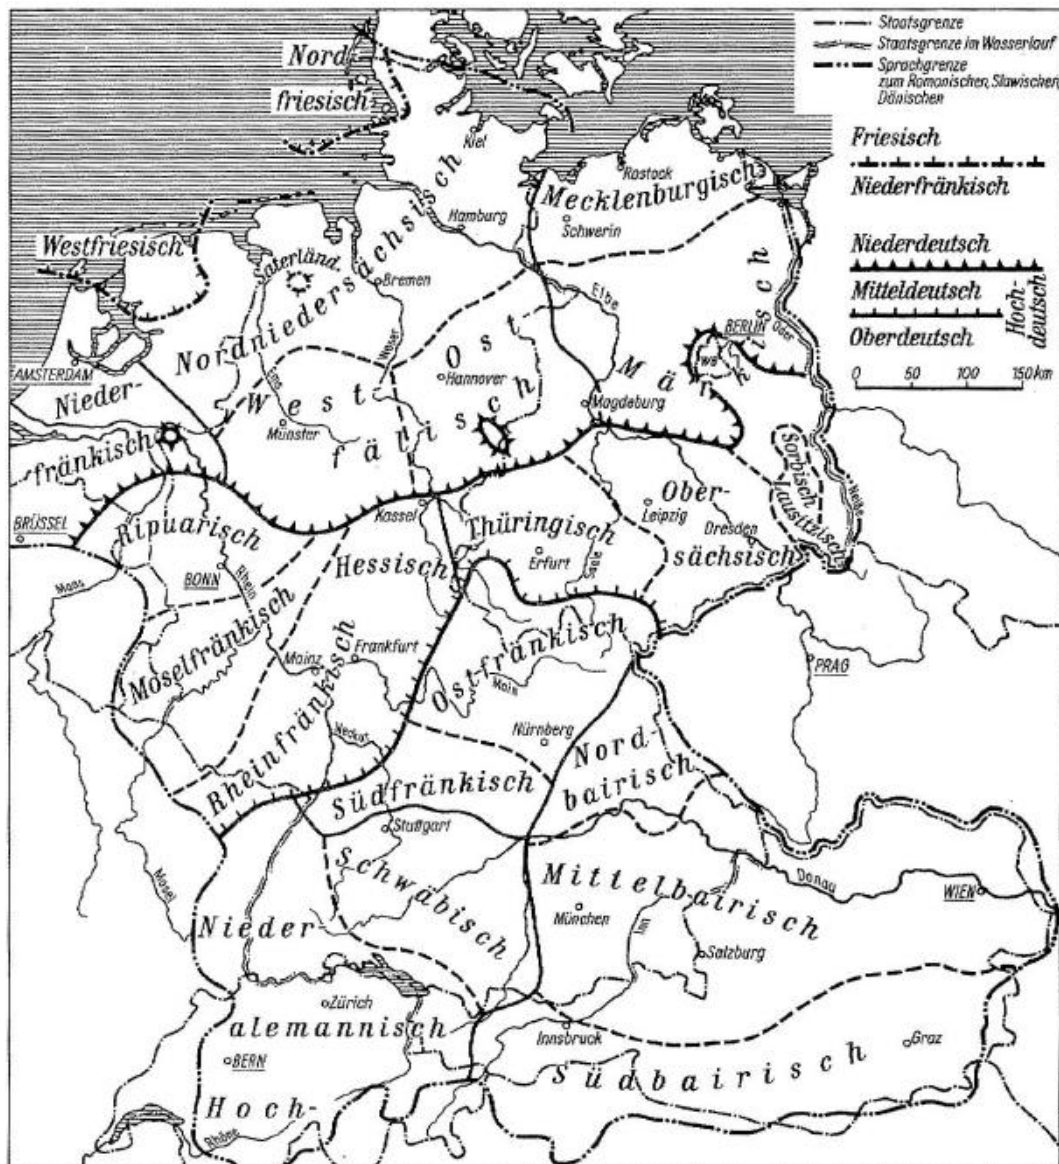 Staatsgrenze
Staatsgrenze im Wasserlauf
Sprachgrenze
zum Romanischen, Slawischen,
Dänischen
Friesisch
Niederfränkisch
Niederdeutsch
Mitteldeutsch
Oberdeutsch
Hoch-
deutsch
0 50 100 150 km
Nord
friesisch
Kiel
Rostock
Mecklenburgisch
Schwerin
Hamburg
Westfriesisch
Saterländ.
Bremen
Nordniedersächsisch
Elbe
BERLIN
Oder
Märkisch
AMSTERDAM
Nieder-
fränkisch
Ems
Weser
Hannover
West
Ost
fälisch
Münster
Magdeburg
Sorbisch
Lausitzisch
Neiße
BRÜSSEL
Ripuarisch
Kassel
Thüringisch
Ober-
sächsisch
Leipzig
Dresden
Hessisch
Erfurt
Saale
Maas
BONN
Rhein
Moselfränkisch
Frankfurt
Mainz
Ostfränkisch
Main
PRAG
Rheinfränkisch
Neckar
Nürnberg
Nord-
bairisch
Südfränkisch
Stuttgart
Mosel
Schwäbisch
Mittelbairisch
Donau
WIEN
München
Inn
Salzburg
Nieder-
Zürich
alemannisch
Innsbruck
Graz
BERN
Südbairisch
Hoch-
Rhône